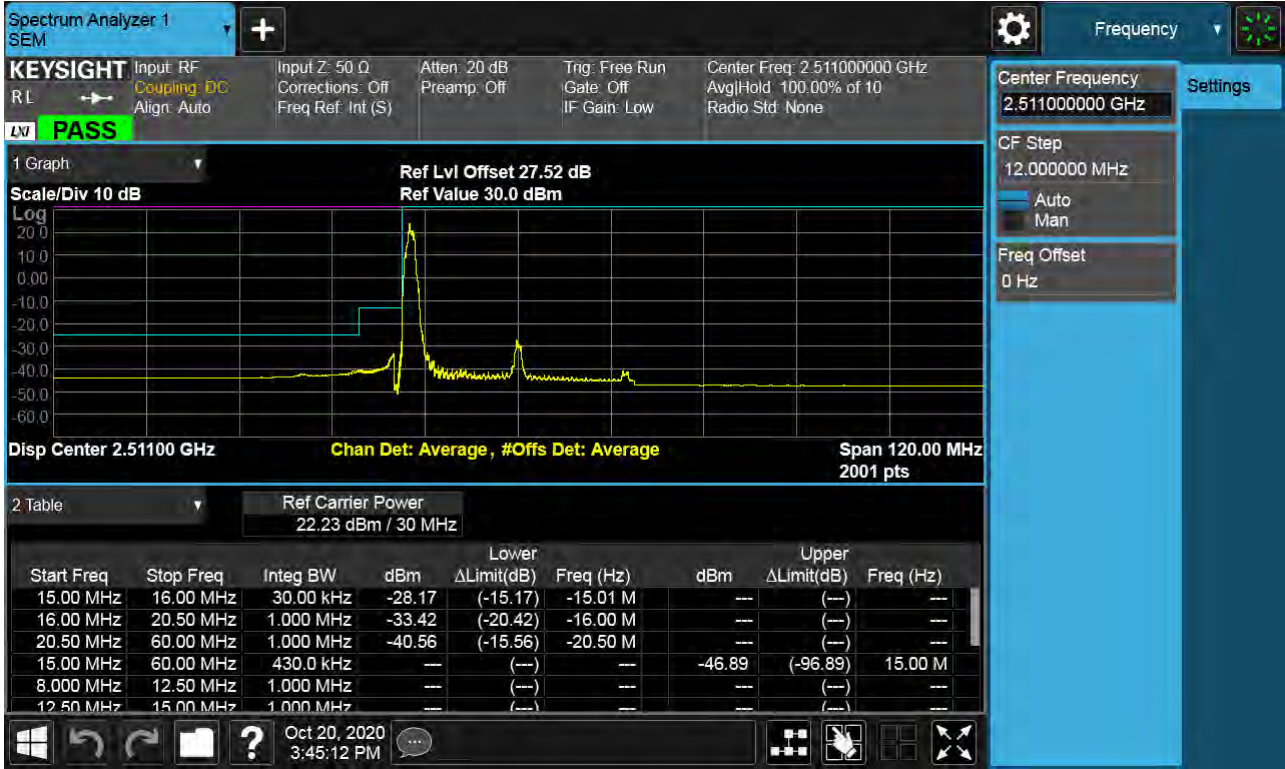 Spectrum Analyzer 1
SEM
+
Frequency
KEYSIGHT
RL
LXI
PASS
Input: RF
Coupling: DC
Align: Auto
Input Z: 50 Ω
Corrections: Off
Freq Ref: Int (S)
Atten: 20 dB
Preamp: Off
Trig: Free Run
Gate: Off
IF Gain: Low
Center Freq: 2.511000000 GHz
Avg|Hold: 100.00% of 10
Radio Std: None
Center Frequency
2.511000000 GHz
Settings
CF Step
12.000000 MHz
Auto
Man
Freq Offset
0 Hz
1 Graph
Scale/Div 10 dB
Ref Lvl Offset 27.52 dB
Ref Value 30.0 dBm
Log
20.0
10.0
0.00
-10.0
-20.0
-30.0
-40.0
-50.0
-60.0
Disp Center 2.51100 GHz
Chan Det: Average, #Offs Det: Average
Span 120.00 MHz
2001 pts
2 Table
Ref Carrier Power
22.23 dBm / 30 MHz
Lower Upper
Start Freq Stop Freq Integ BW dBm ΔLimit(dB) Freq (Hz) dBm ΔLimit(dB) Freq (Hz)
15.00 MHz 16.00 MHz 30.00 kHz -28.17 (-15.17) -15.01 M --- (---) ---
16.00 MHz 20.50 MHz 1.000 MHz -33.42 (-20.42) -16.00 M --- (---) ---
20.50 MHz 60.00 MHz 1.000 MHz -40.56 (-15.56) -20.50 M --- (---) ---
15.00 MHz 60.00 MHz 430.0 kHz --- (---) --- -46.89 (-96.89) 15.00 M
8.000 MHz 12.50 MHz 1.000 MHz --- (---) --- --- (---) ---
12.50 MHz 15.00 MHz 1.000 MHz --- (---) --- --- (---) ---
?
Oct 20, 2020
3:45:12 PM